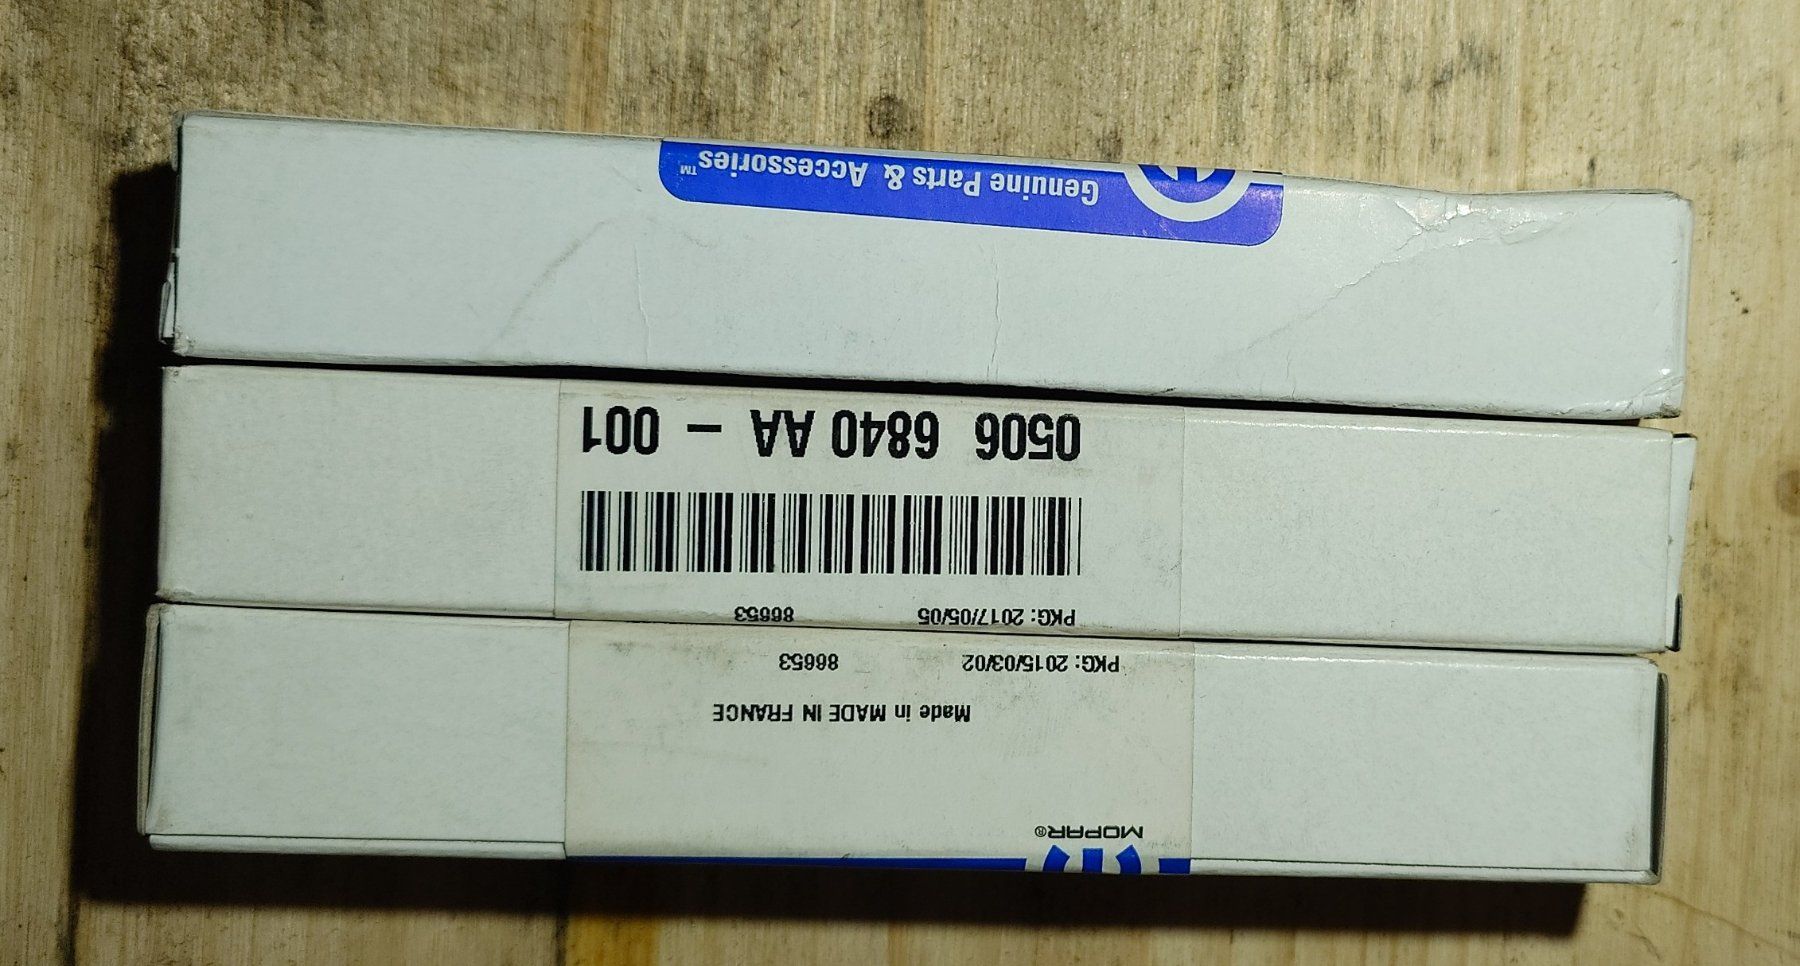 Genuine Parts & Accessories™
0506 6840 AA - 001
PKG: 2017/05/05 86653
PKG: 2015/03/02 86653
Made in MADE IN FRANCE
MOPAR®